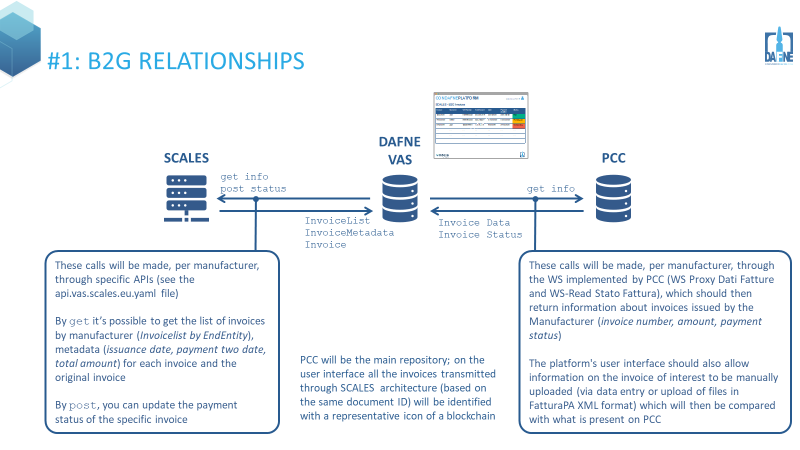 #1: B2G RELATIONSHIPS
DAFNE
CONDAFNEPLATFORM
SCALES
DAFNE
VAS
PCC
get info
post status
get info
InvoiceList
InvoiceMetadata
Invoice
Invoice Data
Invoice Status
These calls will be made, per manufacturer,
through specific APIs (see the
api.vas.scales.eu.yaml file)
By get it's possible to get the list of invoices
by manufacturer (Invoicelist by EndEntity),
metadata (issuance date, payment two date,
total amount) for each invoice and the
original invoice
By post, you can update the payment
status of the specific invoice
PCC will be the main repository; on the
user interface all the invoices transmitted
through SCALES architecture (based on
the same document ID) will be identified
with a representative icon of a blockchain
These calls will be made, per manufacturer, through
the WS implemented by PCC (WS Proxy Dati Fatture
and WS-Read Stato Fattura), which should then
return information about invoices issued by the
Manufacturer (invoice number, amount, payment
status)
The platform's user interface should also allow
information on the invoice of interest to be manually
uploaded (via data entry or upload of files in
FatturaPA XML format) which will then be compared
with what is present on PCC